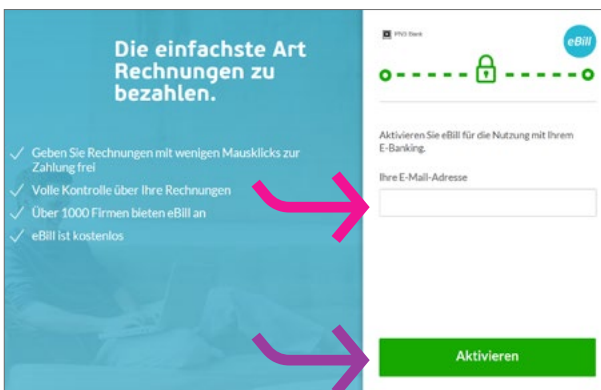 Die einfachste Art
Rechnungen zu
bezahlen.
Geben Sie Rechnungen mit wenigen Mausklicks zur
Zahlung frei
Volle Kontrolle über Ihre Rechnungen
Über 1000 Firmen bieten eBill an
eBill ist kostenlos
Bank
eBill
Aktivieren Sie eBill für die Nutzung mit Ihrem
E-Banking.
Ihre E-Mail-Adresse
Aktivieren